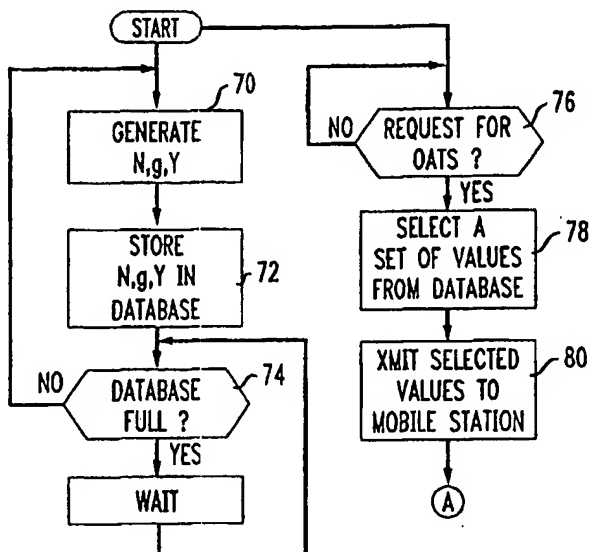 START
70
GENERATE
N,g,Y
STORE
N,g,Y IN
DATABASE
72
NO
DATABASE
FULL ?
74
YES
WAIT
NO
REQUEST FOR
OATS ?
76
YES
SELECT A
SET OF VALUES
FROM DATABASE
78
XMIT SELECTED
VALUES TO
MOBILE STATION
80
A